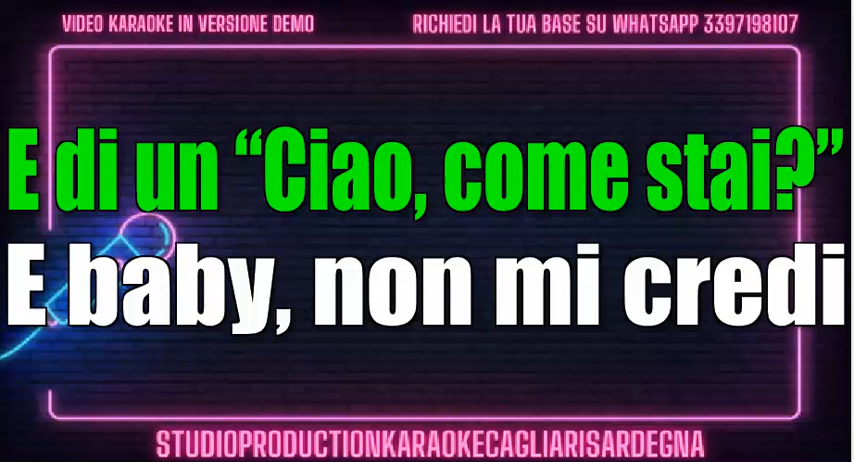 VIDEO KARAOKE IN VERSIONE DEMO
RICHIEDI LA TUA BASE SU WHATSAPP 3397198107
E di un “Ciao, come stai?”
E baby, non mi credi
STUDIOPRODUCTIONKARAOKECAGLIARISARDEGNA